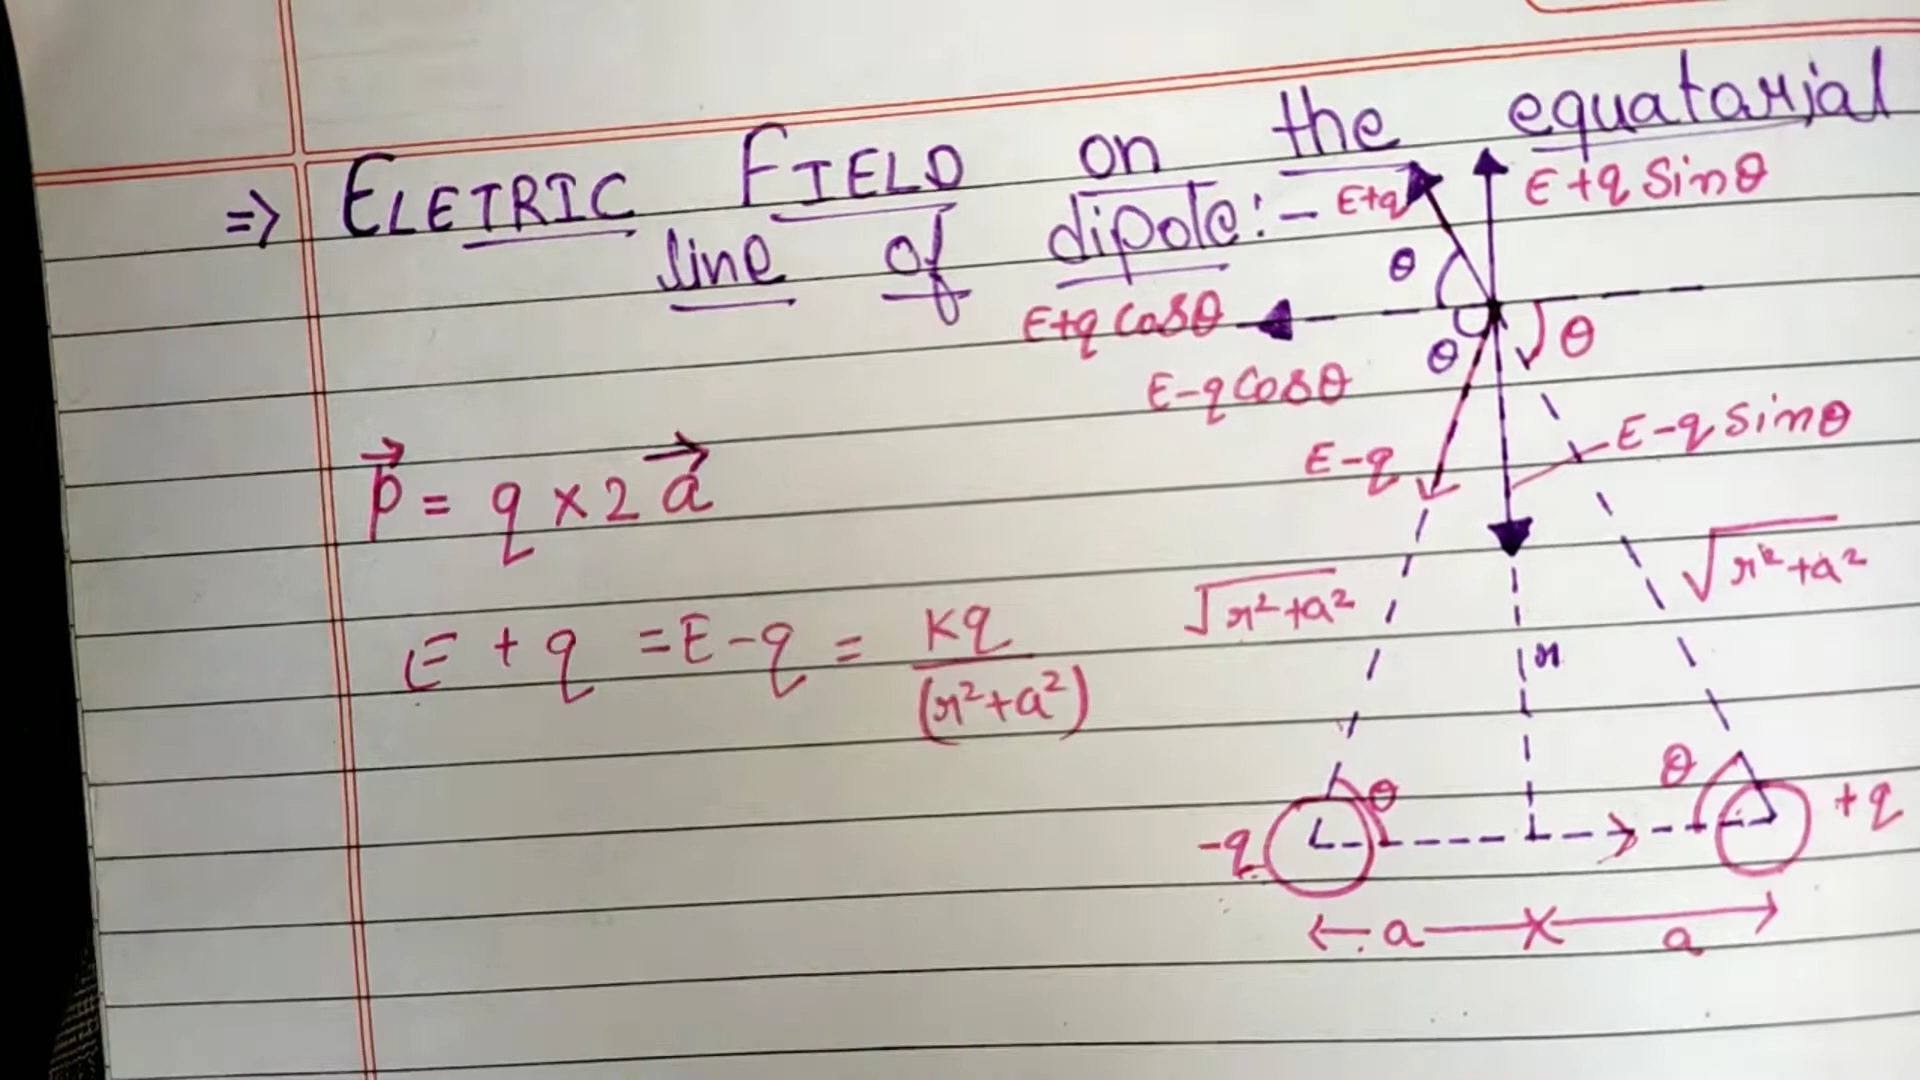 => ELETRIC FIELD on the equatarial
line of dipole:-
E+q
E+q Sinθ
θ
E+q Cosθ
θ
θ
E-q Cosθ
E-q Sinθ
E-q
p⃗ = q × 2 a⃗
√r²+a²
√r²+a²
E+q = E-q = Kq/(r²+a²)
r
θ
θ
-q
+q
a
a